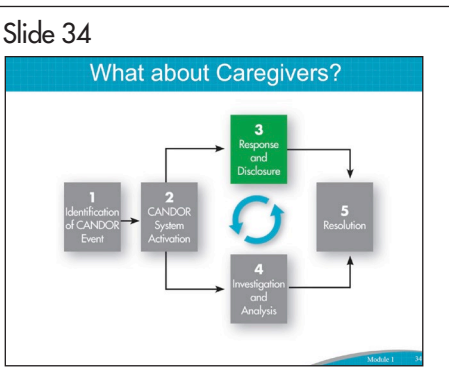 Slide 34
What about Caregivers?
3
Response
and
Disclosure
1
Identification
of CANDOR
Event
2
CANDOR
System
Activation
5
Resolution
4
Investigation
and
Analysis
Module 1 34